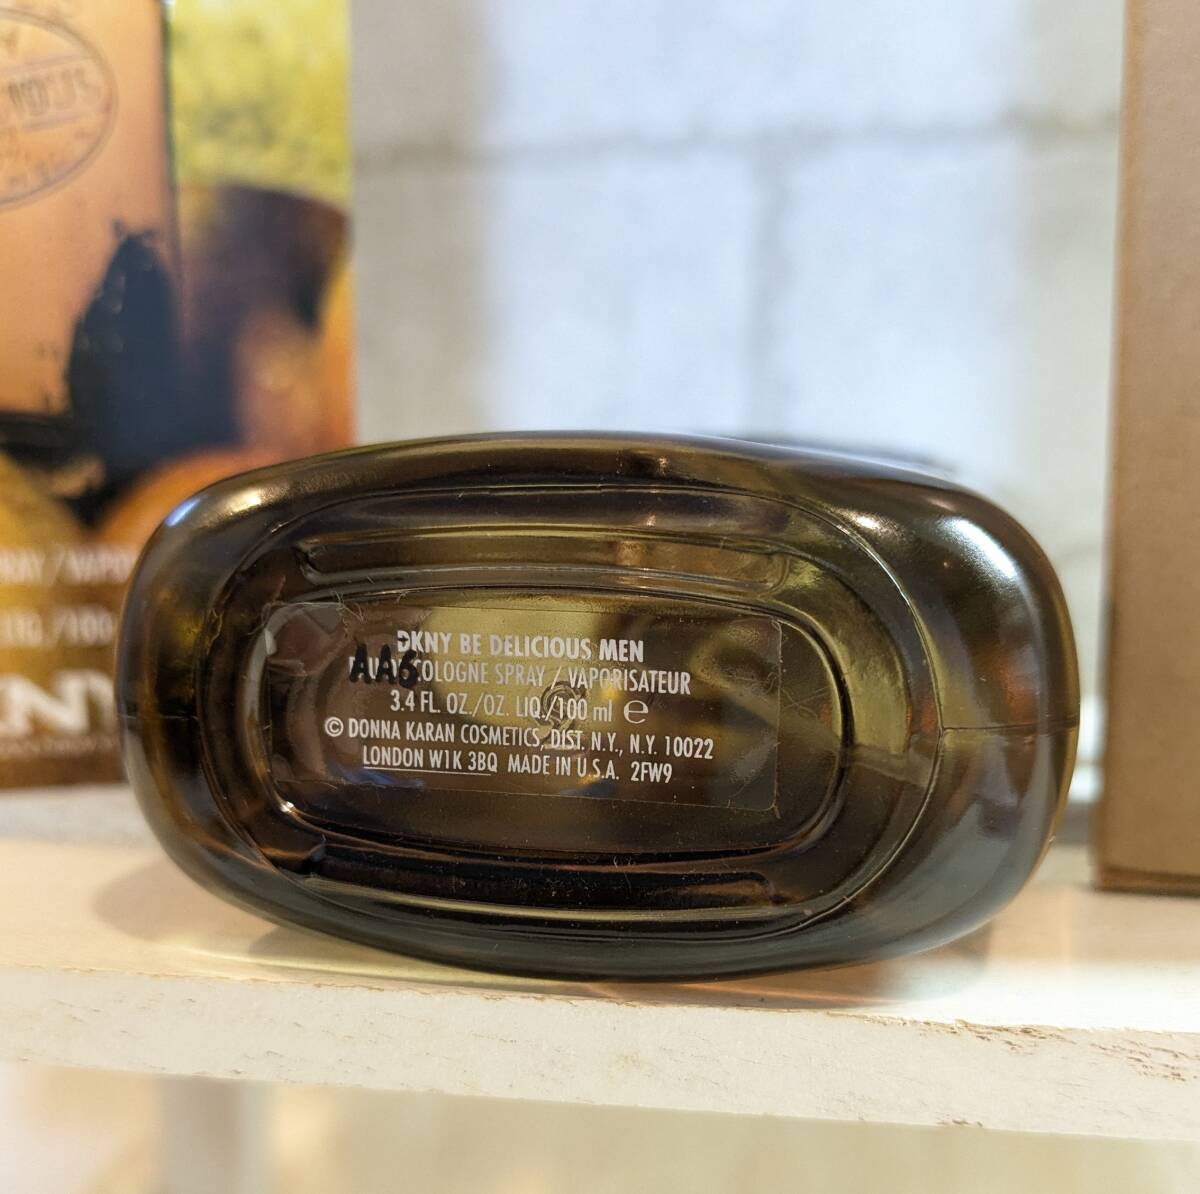 DKNY BE DELICIOUS MEN
AA6 COLOGNE SPRAY / VAPORISATEUR
3.4 FL. OZ./OZ. LIQ./100 ml e
© DONNA KARAN COSMETICS, DIST. N.Y., N.Y. 10022
LONDON W1K 3BQ MADE IN U.S.A. 2FW9